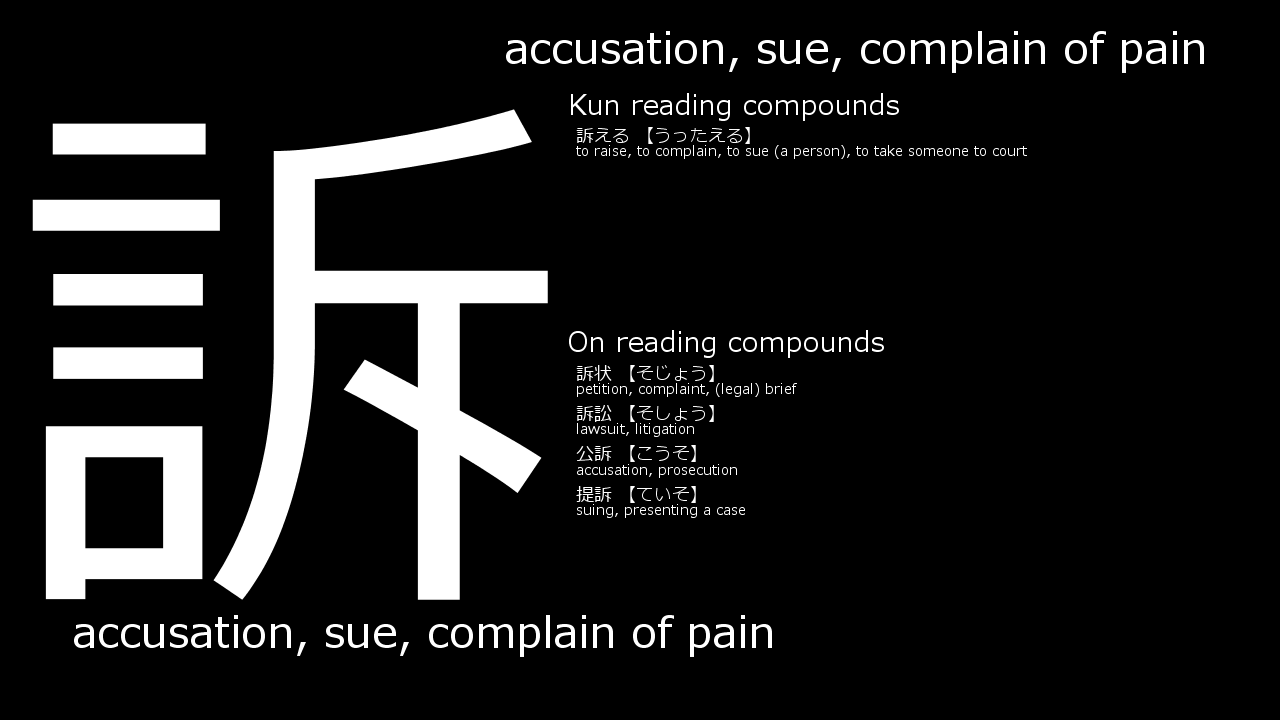 accusation, sue, complain of pain
訴
Kun reading compounds
訴える 【うったえる】
to raise, to complain, to sue (a person), to take someone to court
On reading compounds
訴状 【そじょう】
petition, complaint, (legal) brief
訴訟 【そしょう】
lawsuit, litigation
公訴 【こうそ】
accusation, prosecution
提訴 【ていそ】
suing, presenting a case
accusation, sue, complain of pain